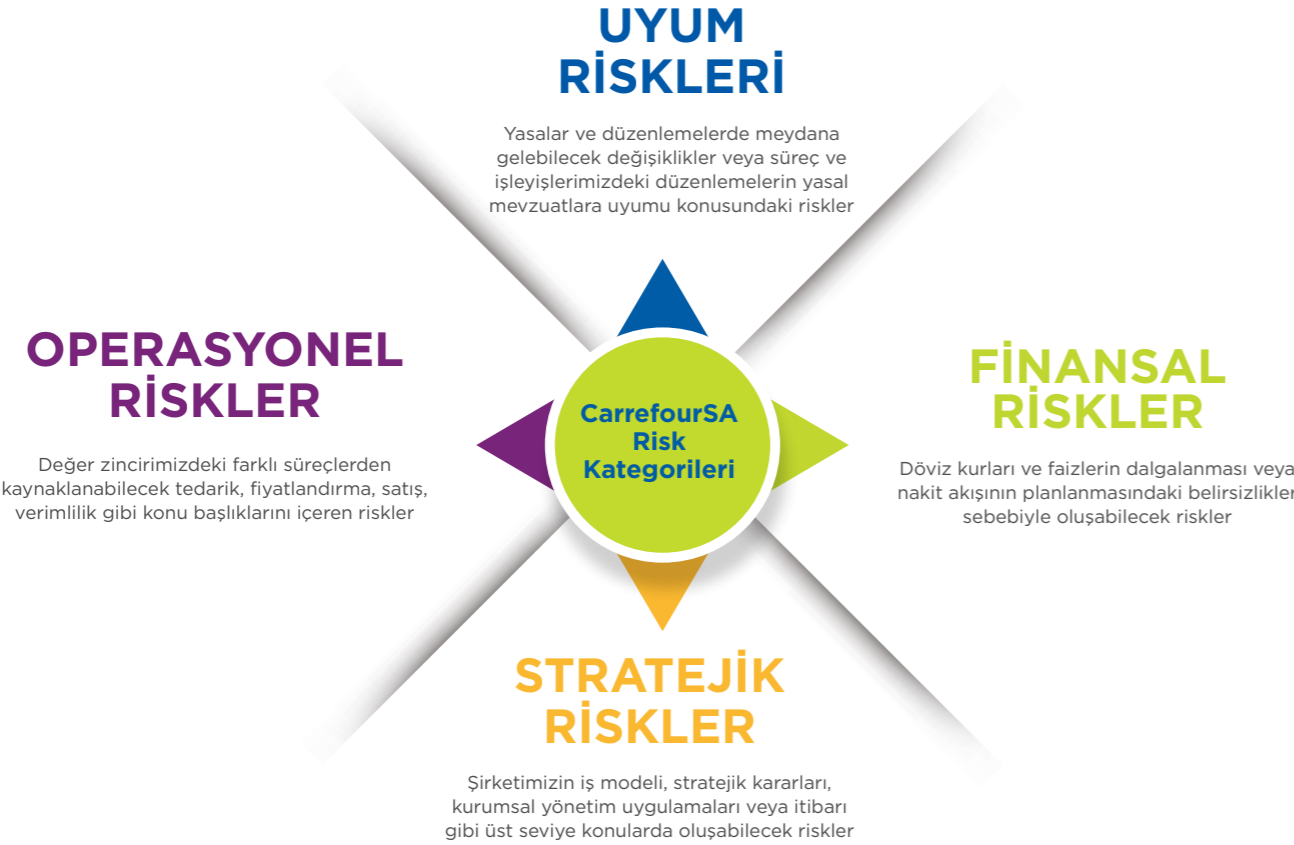 UYUM
RİSKLERİ
Yasalar ve düzenlemelerde meydana
gelebilecek değişiklikler veya süreç ve
işleyişlerimizdeki düzenlemelerin yasal
mevzuatlara uyumu konusundaki riskler
OPERASYONEL
RİSKLER
Değer zincirimizdeki farklı süreçlerden
kaynaklanabilecek tedarik, fiyatlandırma, satış,
verimlilik gibi konu başlıklarını içeren riskler
CarrefourSA
Risk
Kategorileri
FİNANSAL
RİSKLER
Döviz kurları ve faizlerin dalgalanması veya
nakit akışının planlanmasındaki belirsizlikler
sebebiyle oluşabilecek riskler
STRATEJİK
RİSKLER
Şirketimizin iş modeli, stratejik kararları,
kurumsal yönetim uygulamaları veya itibarı
gibi üst seviye konularda oluşabilecek riskler